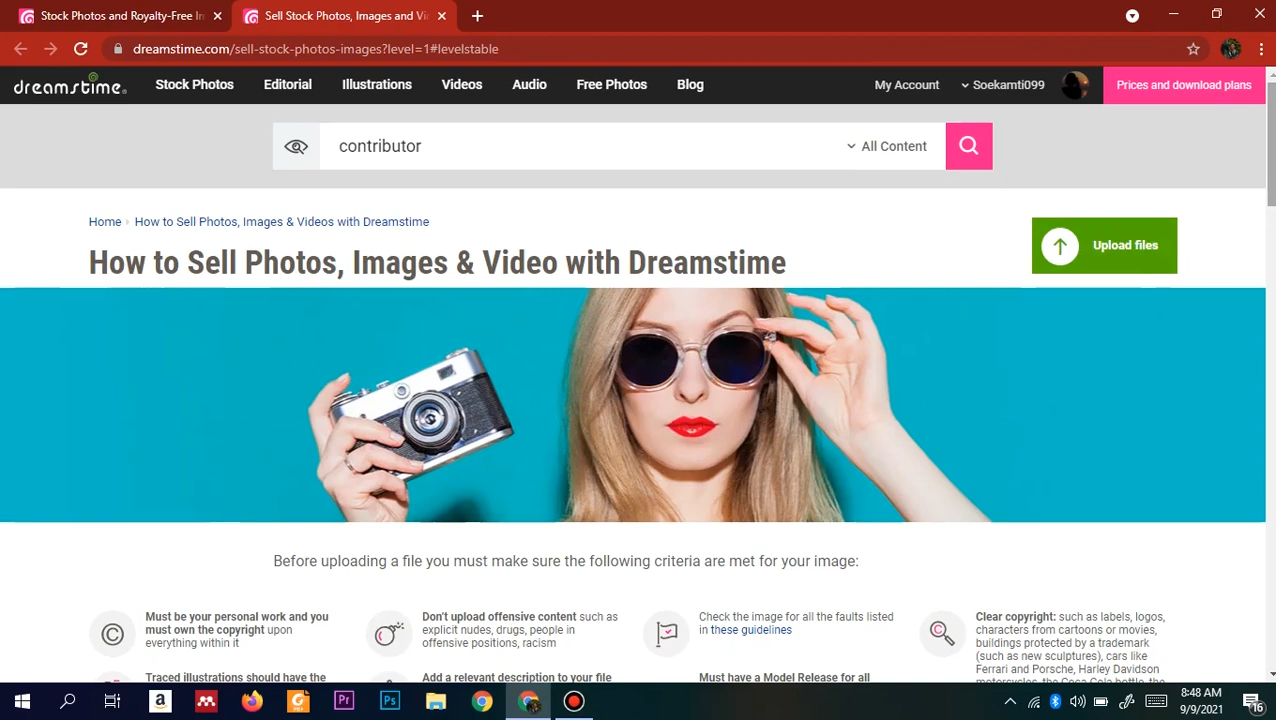 Stock Photos and Royalty-Free Im
Sell Stock Photos, Images and Vi
dreamstime.com/sell-stock-photos-images?level=1#levelstable
dreamstime.
Stock Photos
Editorial
Illustrations
Videos
Audio
Free Photos
Blog
My Account
Soekamti099
Prices and download plans
contributor
All Content
Home › How to Sell Photos, Images & Videos with Dreamstime
How to Sell Photos, Images & Video with Dreamstime
Upload files
Before uploading a file you must make sure the following criteria are met for your image:
Must be your personal work and you
must own the copyright upon
everything within it
Don't upload offensive content such as
explicit nudes, drugs, people in
offensive positions, racism
Check the image for all the faults listed
in these guidelines
Clear copyright: such as labels, logos,
characters from cartoons or movies,
buildings protected by a trademark
(such as new sculptures), cars like
Ferrari and Porsche, Harley Davidson
motorcycles, the Coca Cola bottle, the
Traced illustrations should have the
Add a relevant description to your file
Must have a Model Release for all
8:48 AM
9/9/2021
16